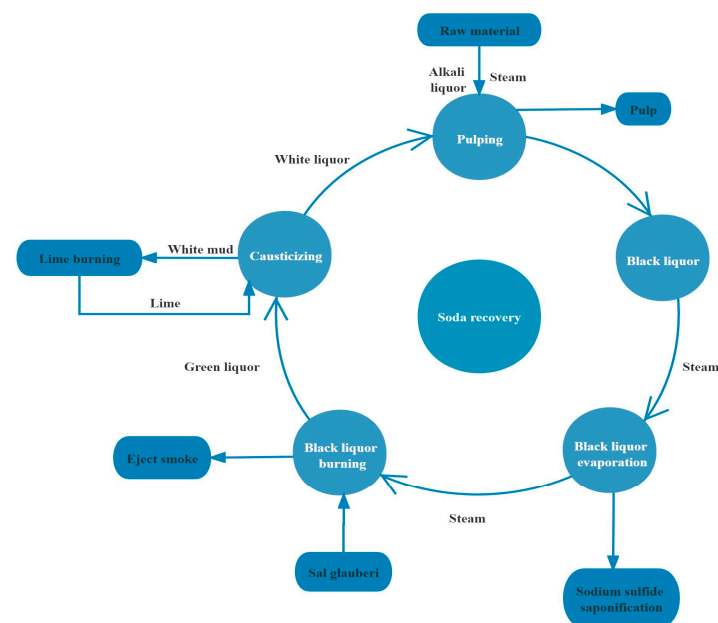 Raw material
Alkali
liquor
Steam
Pulp
Pulping
White liquor
White mud
Causticizing
Lime burning
Black liquor
Lime
Soda recovery
Green liquor
Steam
Black liquor
burning
Black liquor
evaporation
Eject smoke
Steam
Sal glauberi
Sodium sulfide
saponification